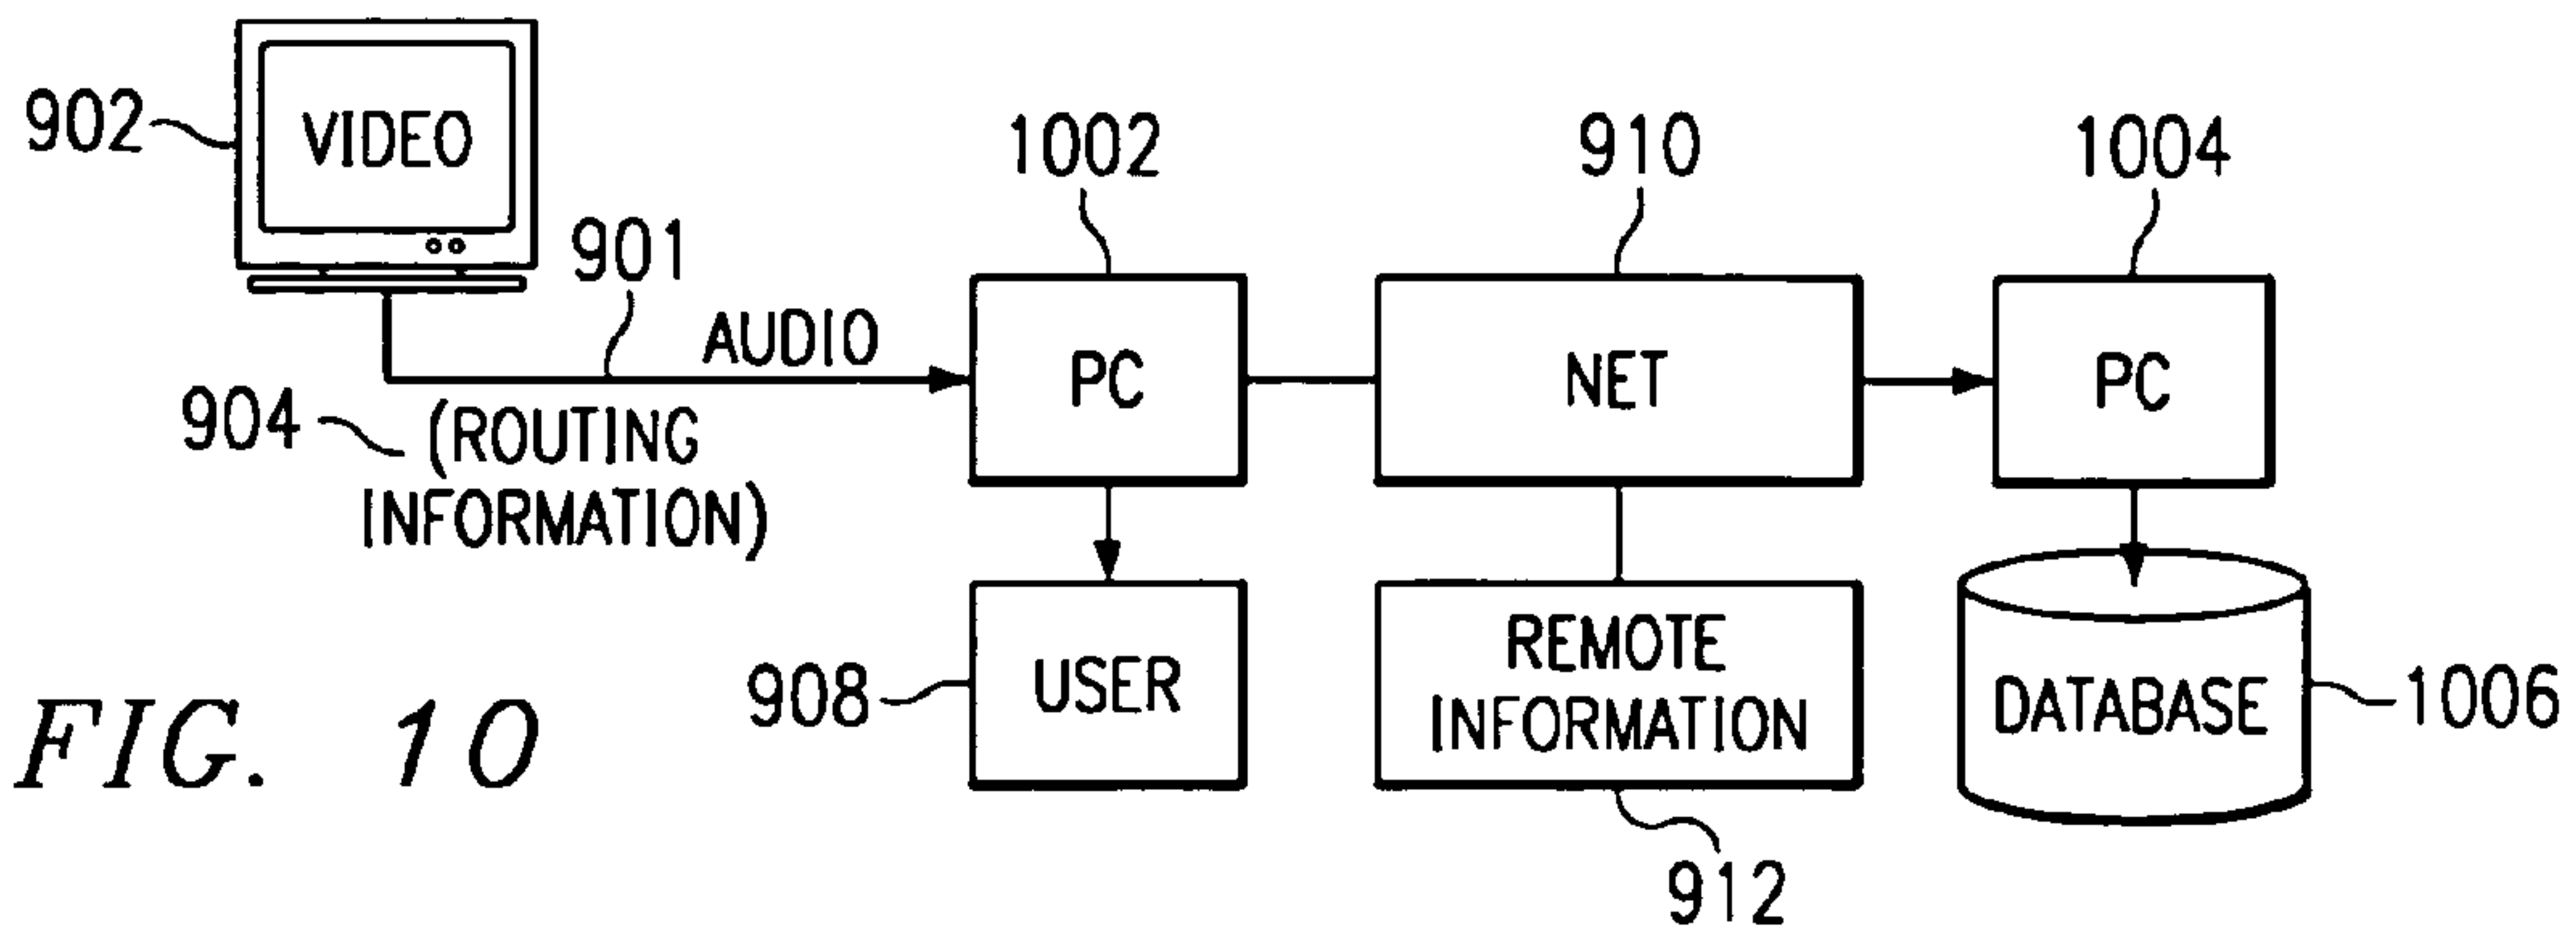 902
VIDEO
1002
910
1004
901
AUDIO
PC
NET
PC
904
(ROUTING
INFORMATION)
908
USER
REMOTE
INFORMATION
DATABASE
1006
FIG. 10
912